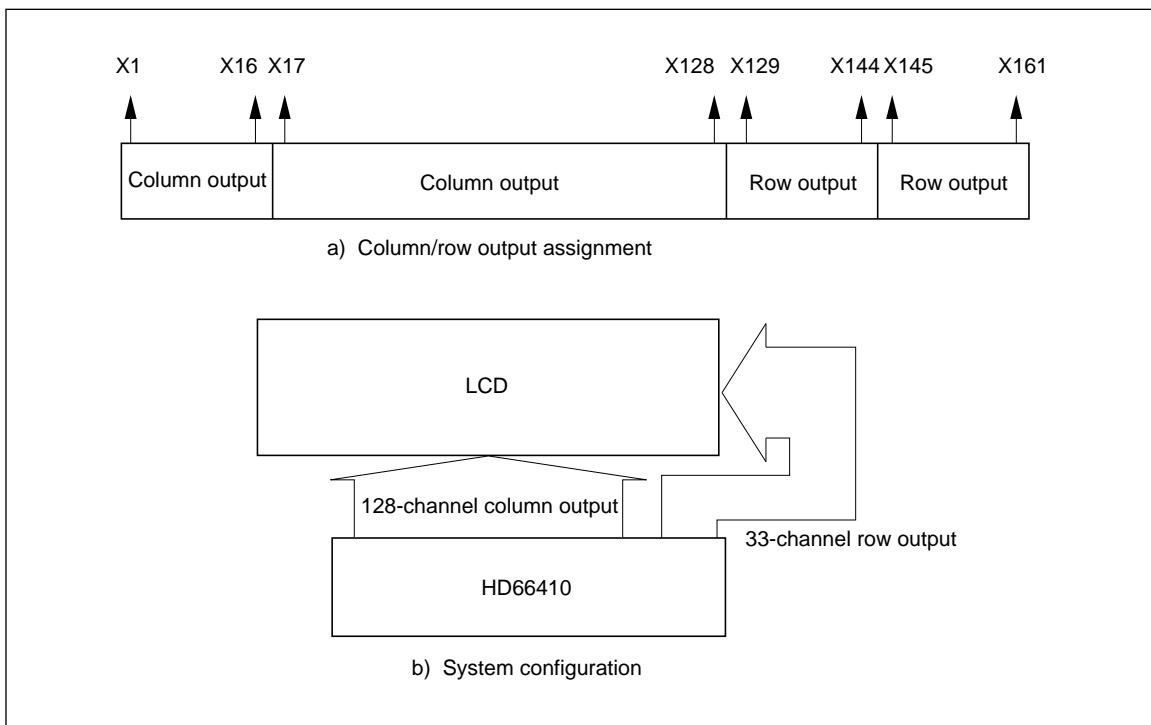 X1 X16 X17 X128 X129 X144 X145 X161
Column output Column output Row output Row output
a) Column/row output assignment
LCD
128-channel column output
33-channel row output
HD66410
b) System configuration